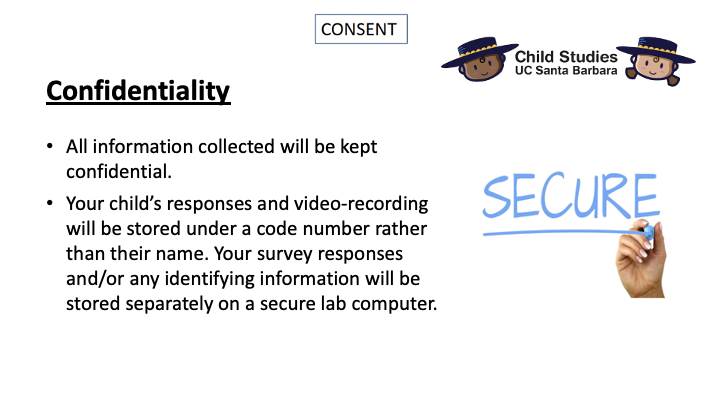 CONSENT
Child Studies
UC Santa Barbara
Confidentiality
• All information collected will be kept
confidential.
• Your child’s responses and video-recording
will be stored under a code number rather
than their name. Your survey responses
and/or any identifying information will be
stored separately on a secure lab computer.
SECURE